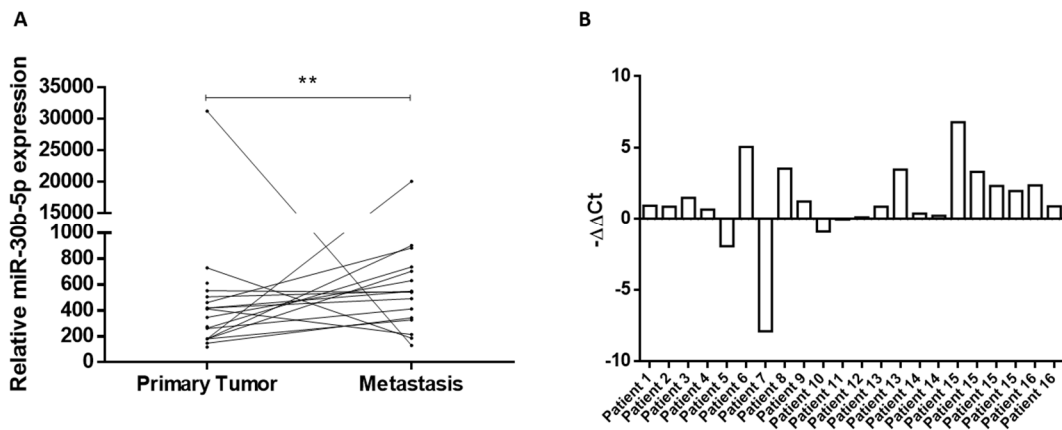 A
B
Relative miR-30b-5p expression
**
35000
30000
25000
20000
15000
1000
800
600
400
200
0
Primary Tumor
Metastasis
-ΔΔCt
10
5
0
-5
-10
Patient 1
Patient 2
Patient 3
Patient 4
Patient 5
Patient 6
Patient 7
Patient 8
Patient 9
Patient 10
Patient 11
Patient 12
Patient 13
Patient 13
Patient 14
Patient 14
Patient 15
Patient 15
Patient 15
Patient 15
Patient 16
Patient 16